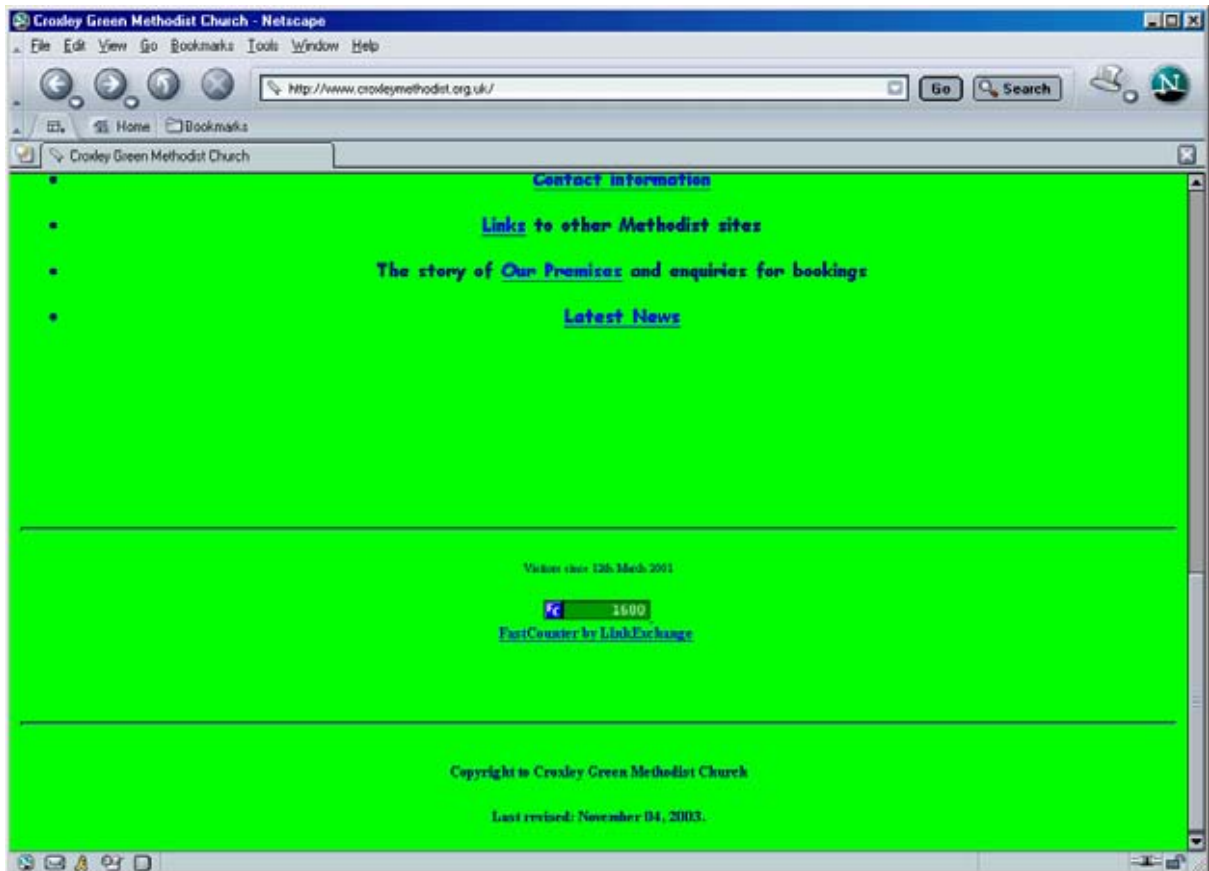 Croxley Green Methodist Church - Netscape
File Edit View Go Bookmarks Tools Window Help
http://www.croxleymethodist.org.uk/ Go Search N
Home Bookmarks
Croxley Green Methodist Church
Contact information
Links to other Methodist sites
The story of Our Premises and enquiries for bookings
Latest News
Visitors since 12th March 2001
FC 1600
FastCounter by LinkExchange
Copyright to Croxley Green Methodist Church
Last revised: November 04, 2003.